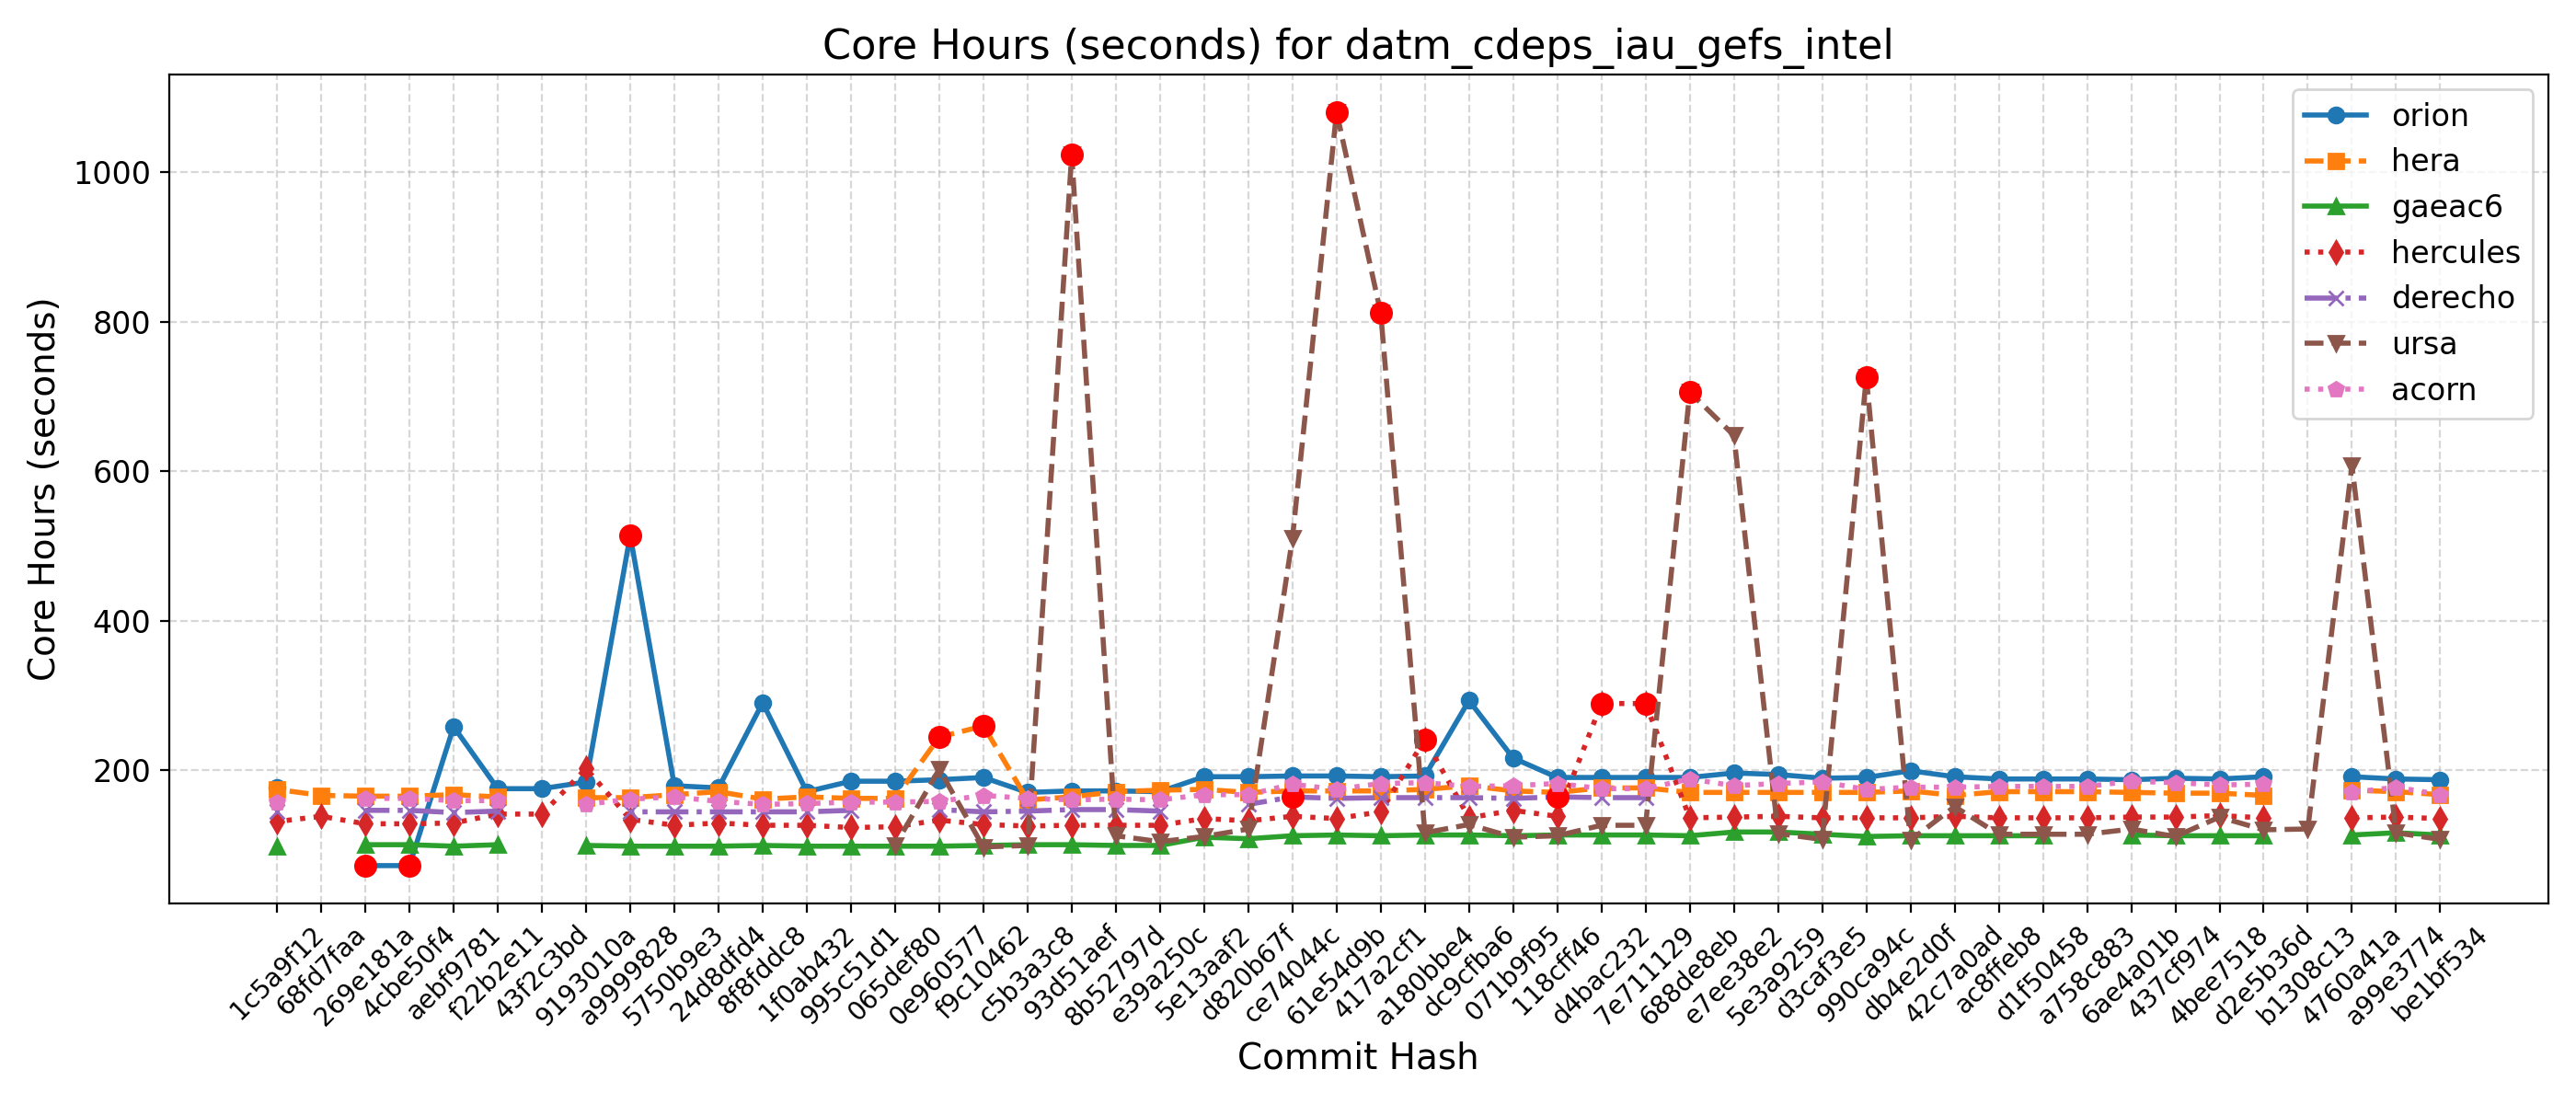 Core Hours (seconds) for datm_cdeps_iau_gefs_intel
Core Hours (seconds)
1000
800
600
400
200
orion
hera
gaeac6
hercules
derecho
ursa
acorn
1c5a9f12
68fd7faa
269e181a
4cbe50f4
aebf9781
f22b2e11
43f2c3bd
9193010a
a9999828
5750b9e3
24d8dfd4
8f8fddc8
1f0ab432
995c51d1
065def80
0e960577
f9c10462
c5b3a3c8
93d51aef
8b52797d
e39a250c
5e13aaf2
d820b67f
ce74044c
61e54d9b
417a2cf1
a180bbe4
dc9cfba6
071b9f95
118cff46
d4bac232
7e711129
688de8eb
e7ee38e2
5e3a9259
d3caf3e5
990ca94c
db4e2d0f
42c7a0ad
ac8ffeb8
d1f50458
a758c883
6ae4a01b
437cf974
4bee7518
d2e5b36d
b1308c13
4760a41a
a99e3774
be1bf534
Commit Hash